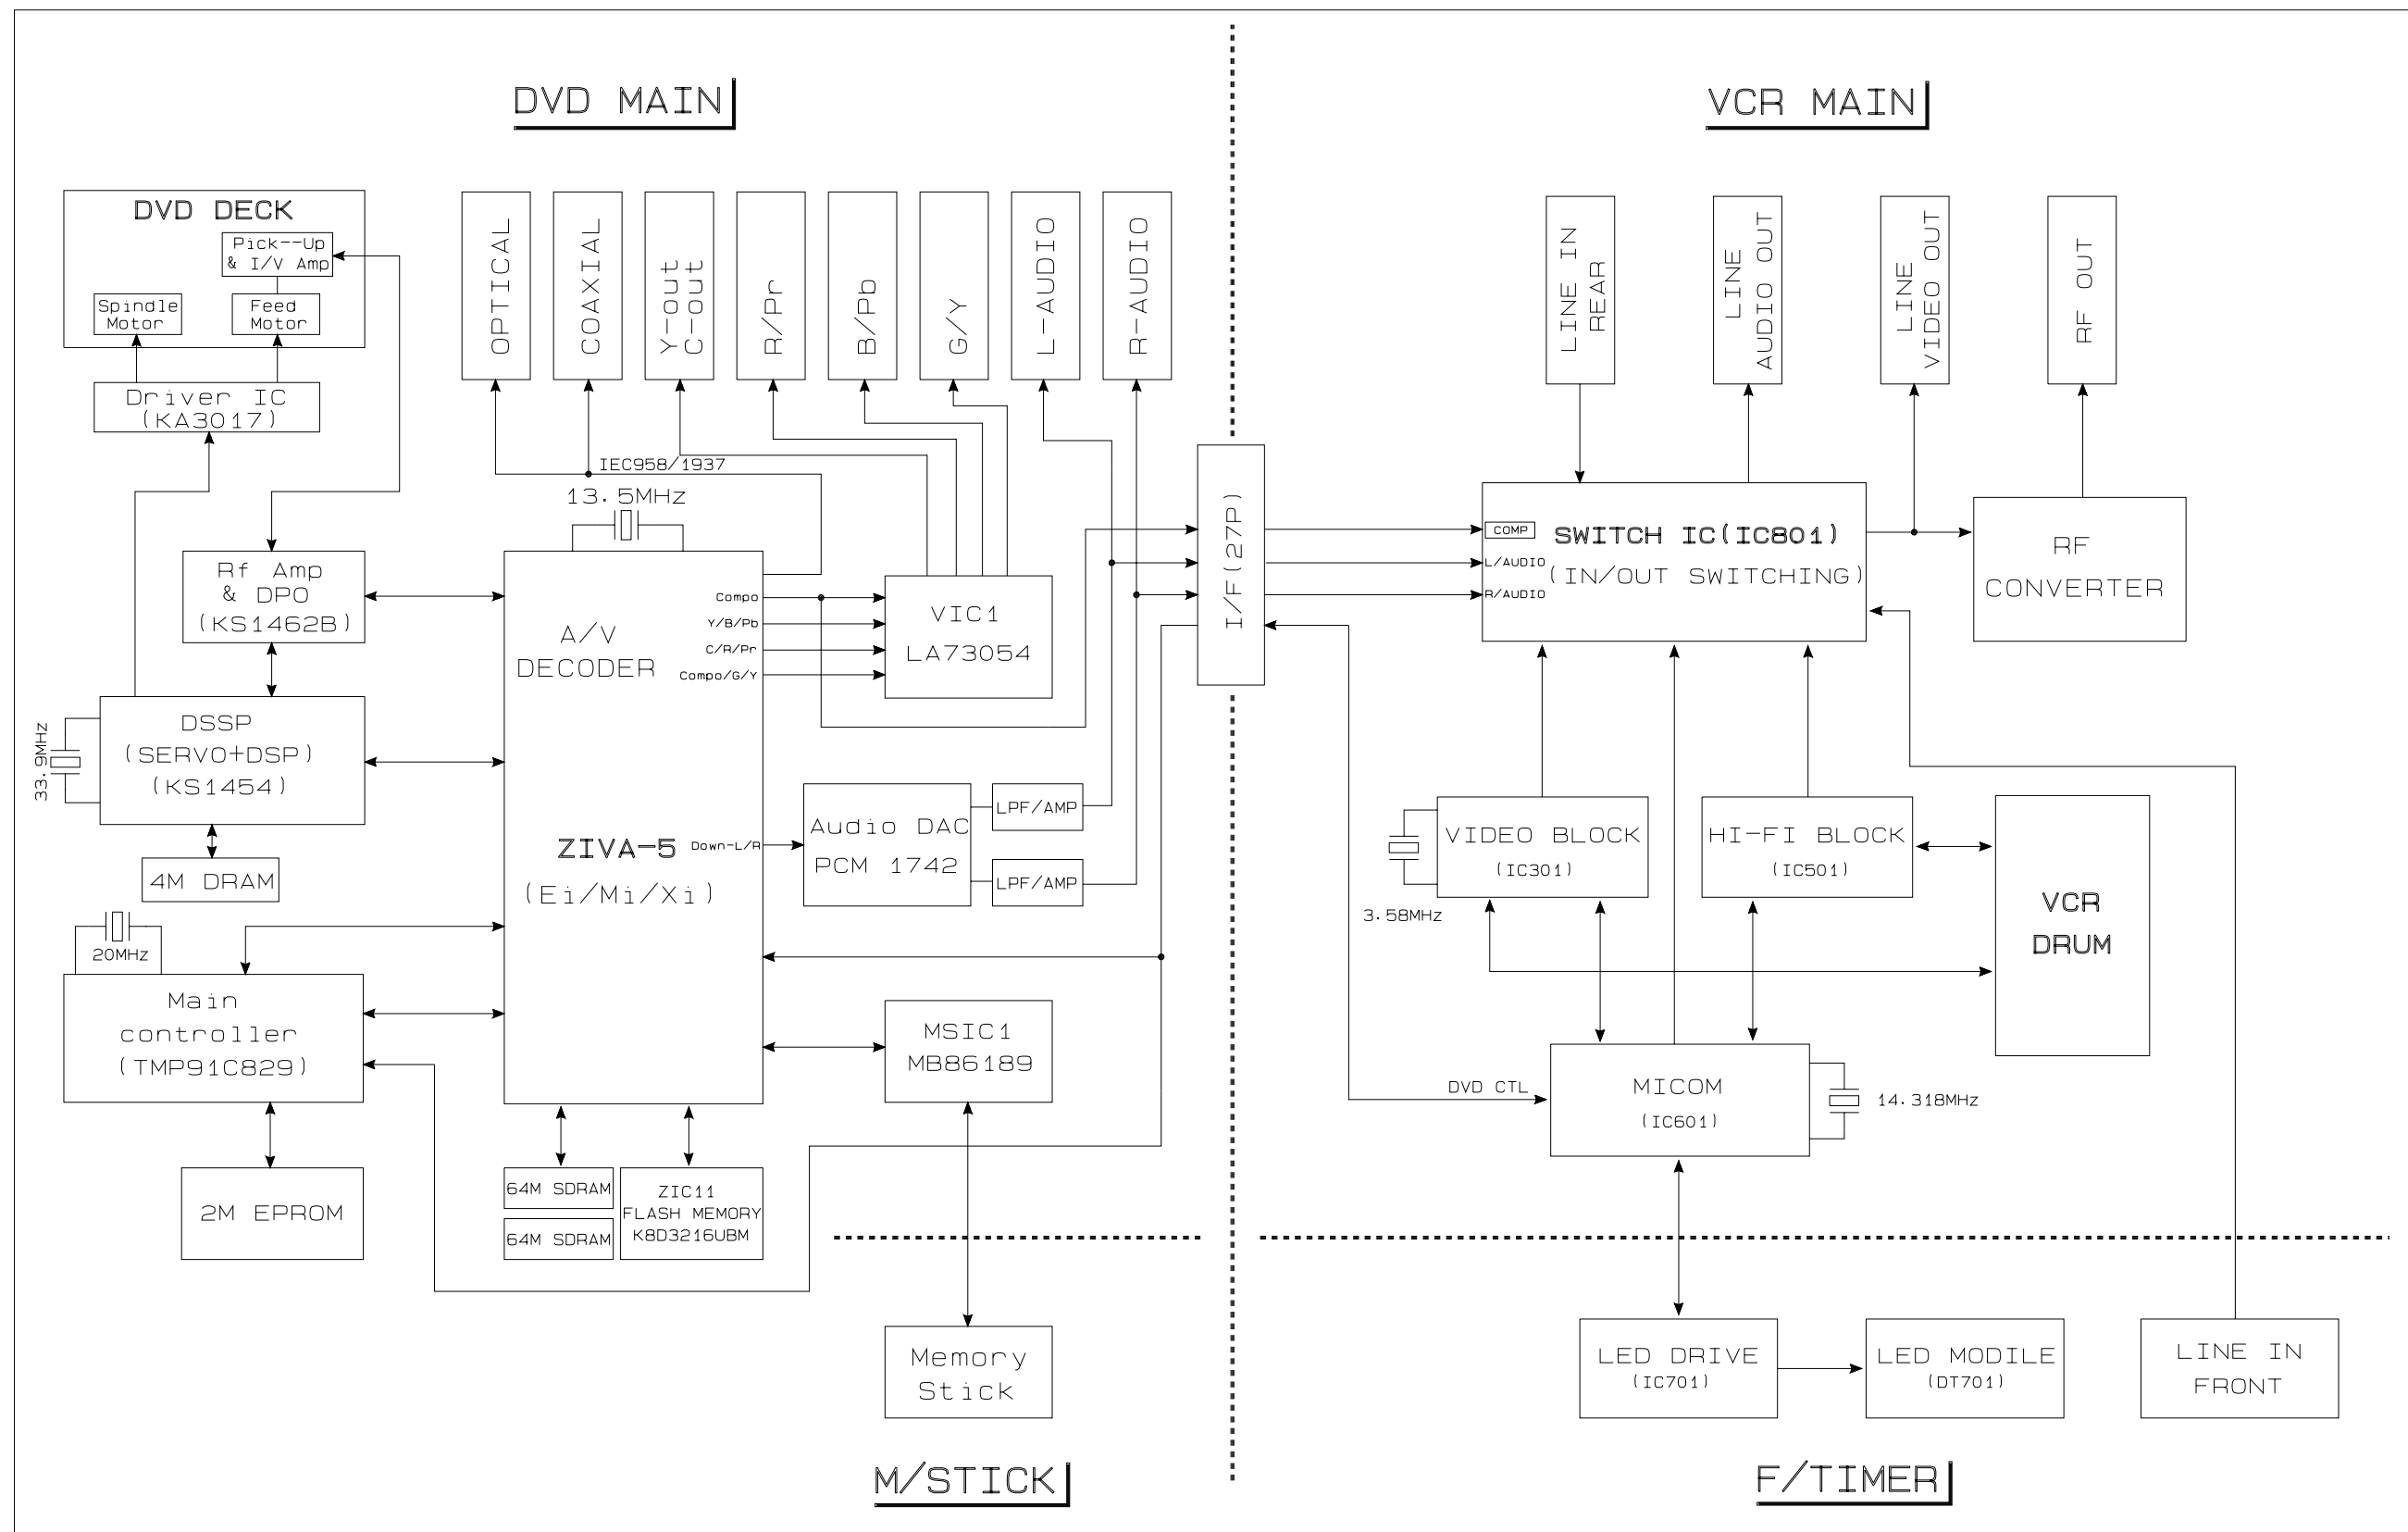 DVD MAIN
VCR MAIN
DVD DECK
Pick--Up
& I/V Amp
Spindle
Motor
Feed
Motor
Driver IC
(KA3017)
OPTICAL
COAXIAL
Y-out
C-out
R/Pr
B/Pb
G/Y
L-AUDIO
R-AUDIO
LINE IN
REAR
LINE
AUDIO OUT
LINE
VIDEO OUT
RF OUT
IEC958/1937
13.5MHz
Rf Amp
& DPO
(KS1462B)
DSSP
(SERVO+DSP)
(KS1454)
33.9MHz
4M DRAM
20MHz
Main
controller
(TMP91C829)
2M EPROM
A/V
DECODER
Compo
Y/B/Pb
C/R/Pr
Compo/G/Y
ZIVA-5
Down-L/R
(Ei/Mi/Xi)
VIC1
LA73054
Audio DAC
PCM 1742
LPF/AMP
LPF/AMP
MSIC1
MB86189
64M SDRAM
64M SDRAM
ZIC11
FLASH MEMORY
K8D3216UBM
Memory
Stick
M/STICK
I/F(27P)
COMP
L/AUDIO
R/AUDIO
SWITCH IC(IC801)
(IN/OUT SWITCHING)
RF
CONVERTER
VIDEO BLOCK
(IC301)
3.58MHz
HI-FI BLOCK
(IC501)
VCR
DRUM
DVD CTL
MICOM
(IC601)
14.318MHz
LED DRIVE
(IC701)
LED MODILE
(DT701)
LINE IN
FRONT
F/TIMER